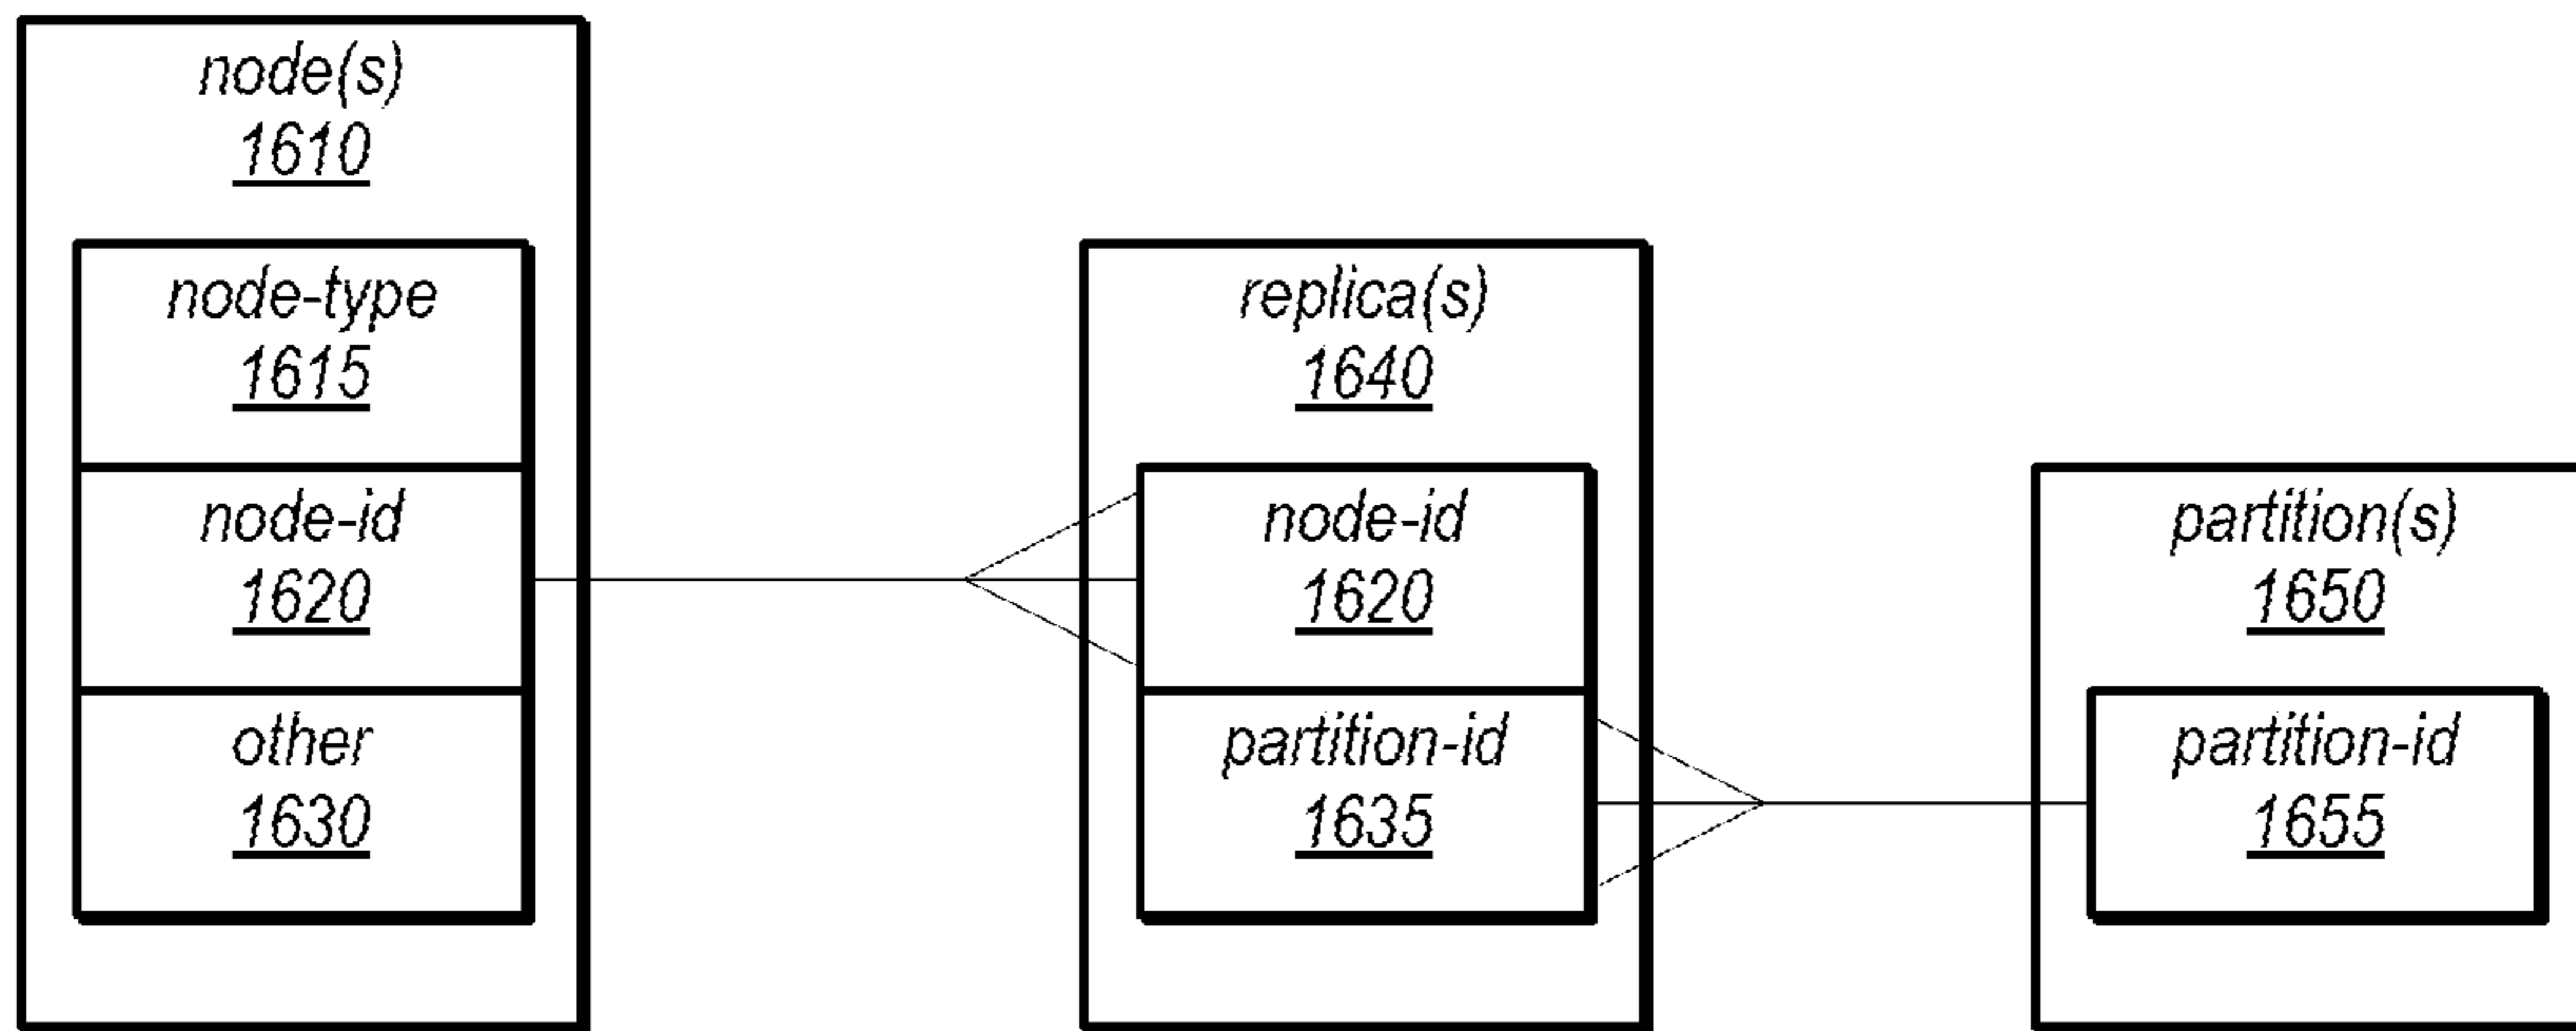 node(s)
1610
node-type
1615
node-id
1620
other
1630
replica(s)
1640
node-id
1620
partition-id
1635
partition(s)
1650
partition-id
1655